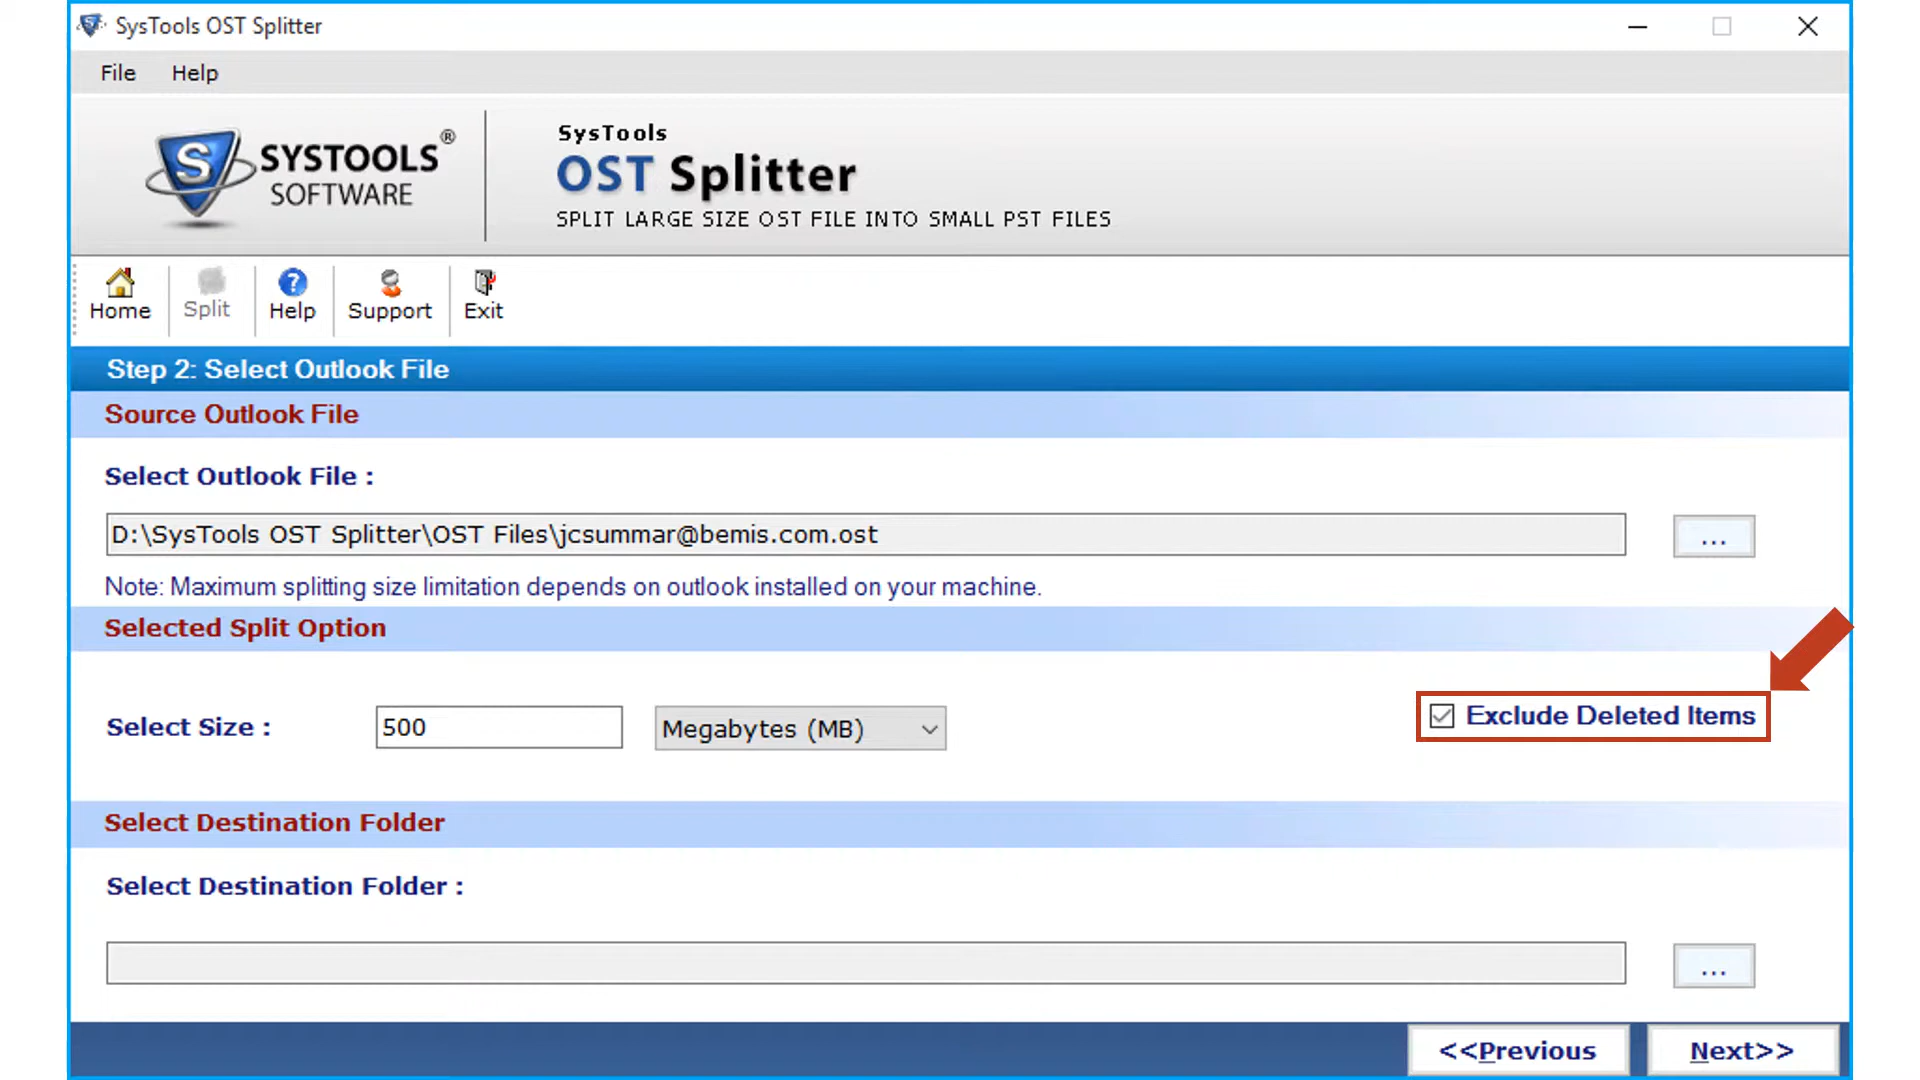 SysTools OST Splitter
File Help
S SYSTOOLS®
SOFTWARE
SysTools
OST Splitter
SPLIT LARGE SIZE OST FILE INTO SMALL PST FILES
Home Split Help Support Exit
Step 2: Select Outlook File
Source Outlook File
Select Outlook File :
D:\SysTools OST Splitter\OST Files\jcsummar@bemis.com.ost ...
Note: Maximum splitting size limitation depends on outlook installed on your machine.
Selected Split Option
Select Size : 500 Megabytes (MB) Exclude Deleted Items
Select Destination Folder
Select Destination Folder :
...
<<Previous Next>>